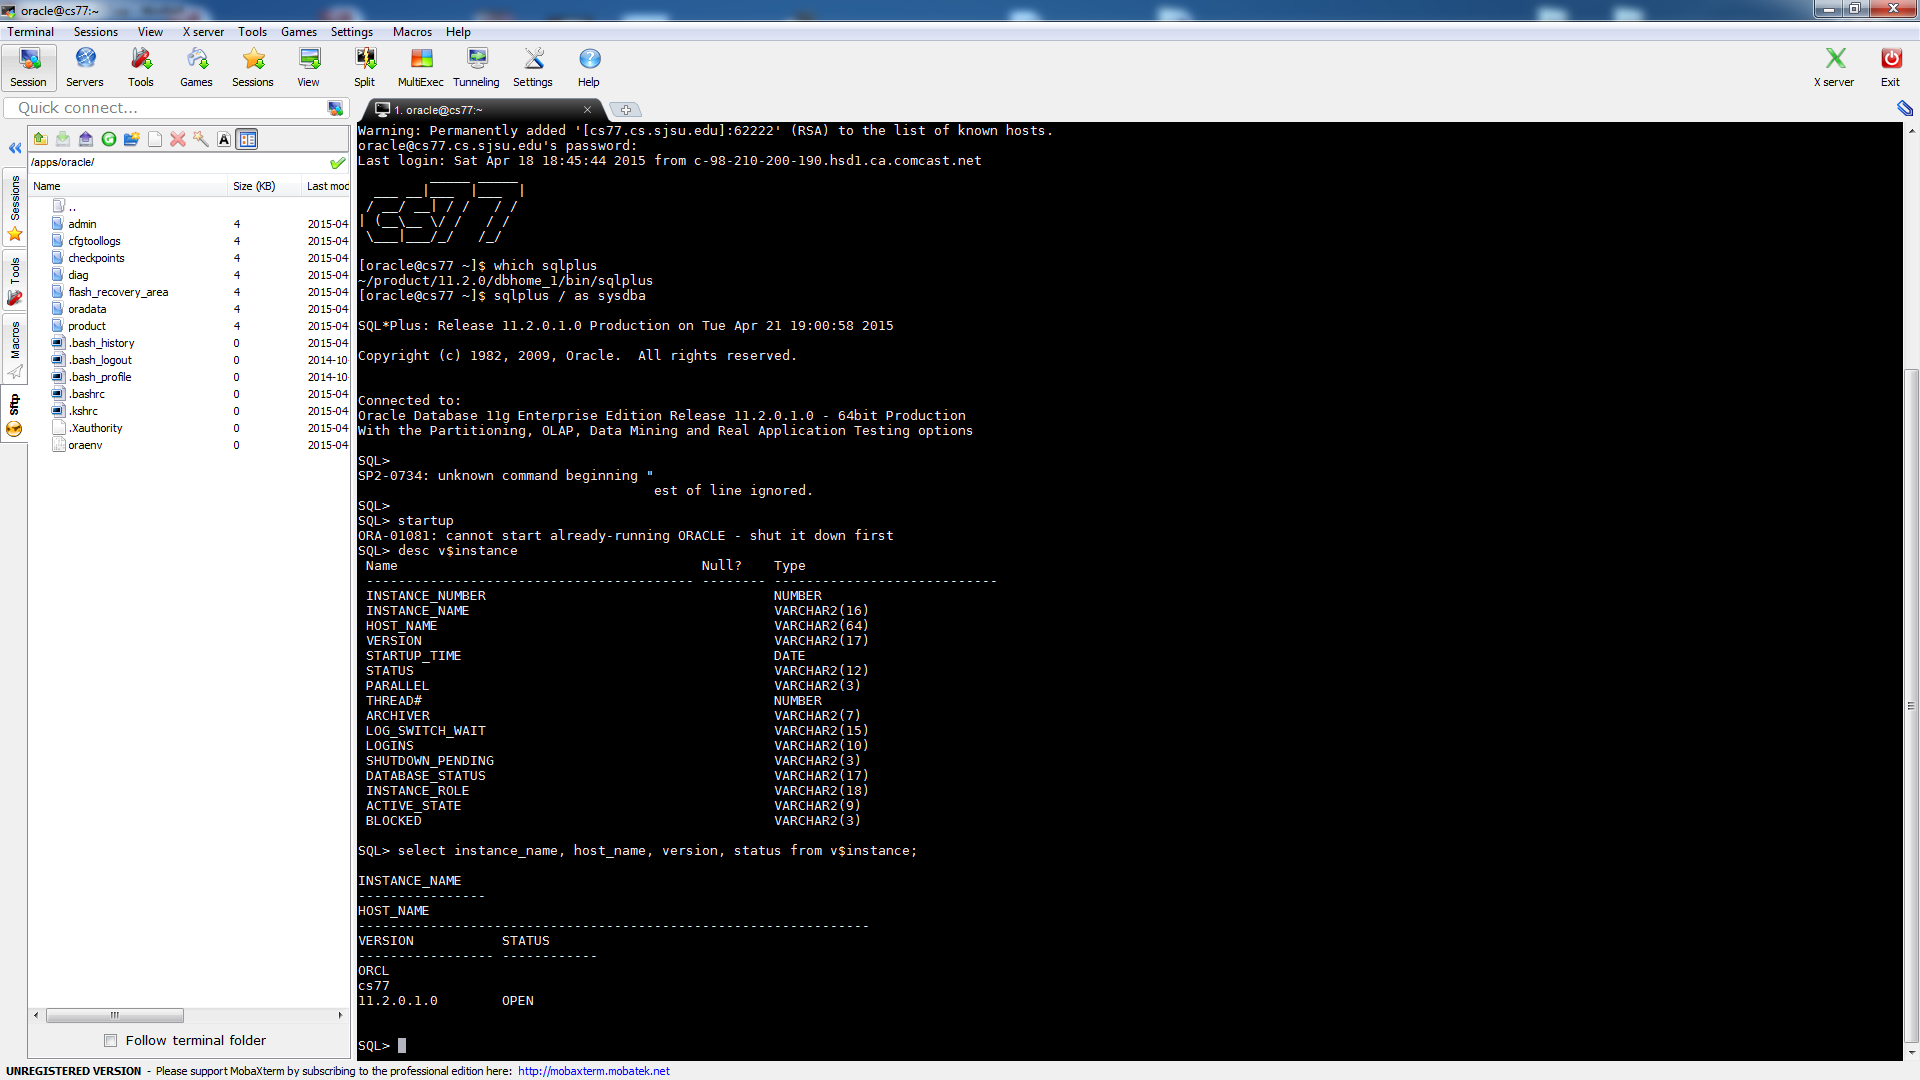 oracle@cs77:~
Terminal Sessions View X server Tools Games Settings Macros Help
Session Servers Tools Games Sessions View Split MultiExec Tunneling Settings Help X server Exit
Quick connect...
1. oracle@cs77:~
/apps/oracle/
Name Size (KB) Last mod
..
admin 4 2015-04
cfgtoollogs 4 2015-04
checkpoints 4 2015-04
diag 4 2015-04
flash_recovery_area 4 2015-04
oradata 4 2015-04
product 4 2015-04
.bash_history 0 2015-04
.bash_logout 0 2014-10
.bash_profile 0 2014-10
.bashrc 0 2015-04
.kshrc 0 2015-04
.Xauthority 0 2015-04
oraenv 0 2015-04
Sessions
Tools
Macros
Sftp
Follow terminal folder
Warning: Permanently added '[cs77.cs.sjsu.edu]:62222' (RSA) to the list of known hosts.
oracle@cs77.cs.sjsu.edu's password:
Last login: Sat Apr 18 18:45:44 2015 from c-98-210-200-190.hsd1.ca.comcast.net
cs77
[oracle@cs77 ~]$ which sqlplus
~/product/11.2.0/dbhome_1/bin/sqlplus
[oracle@cs77 ~]$ sqlplus / as sysdba
SQL*Plus: Release 11.2.0.1.0 Production on Tue Apr 21 19:00:58 2015
Copyright (c) 1982, 2009, Oracle.  All rights reserved.
Connected to:
Oracle Database 11g Enterprise Edition Release 11.2.0.1.0 - 64bit Production
With the Partitioning, OLAP, Data Mining and Real Application Testing options
SQL>
SP2-0734: unknown command beginning "
est of line ignored.
SQL>
SQL> startup
ORA-01081: cannot start already-running ORACLE - shut it down first
SQL> desc v$instance
Name Null? Type
----------------------------------------- -------- ----------------------------
INSTANCE_NUMBER NUMBER
INSTANCE_NAME VARCHAR2(16)
HOST_NAME VARCHAR2(64)
VERSION VARCHAR2(17)
STARTUP_TIME DATE
STATUS VARCHAR2(12)
PARALLEL VARCHAR2(3)
THREAD# NUMBER
ARCHIVER VARCHAR2(7)
LOG_SWITCH_WAIT VARCHAR2(15)
LOGINS VARCHAR2(10)
SHUTDOWN_PENDING VARCHAR2(3)
DATABASE_STATUS VARCHAR2(17)
INSTANCE_ROLE VARCHAR2(18)
ACTIVE_STATE VARCHAR2(9)
BLOCKED VARCHAR2(3)
SQL> select instance_name, host_name, version, status from v$instance;
INSTANCE_NAME
----------------
HOST_NAME
----------------------------------------------------------------
VERSION STATUS
----------------- ------------
ORCL
cs77
11.2.0.1.0 OPEN
SQL>
UNREGISTERED VERSION - Please support MobaXterm by subscribing to the professional edition here: http://mobaxterm.mobatek.net